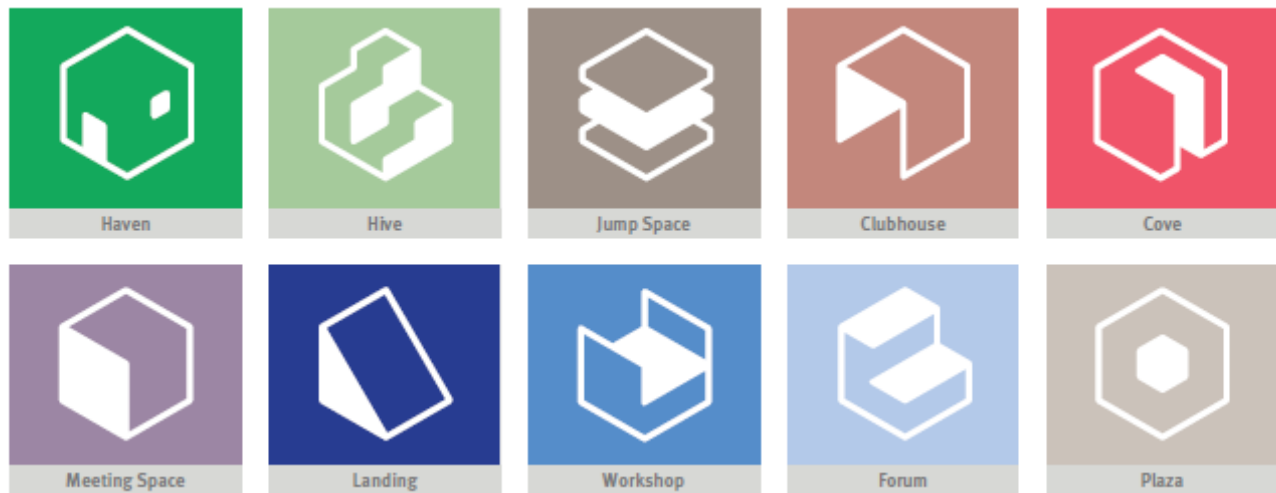 Haven
Hive
Jump Space
Clubhouse
Cove
Meeting Space
Landing
Workshop
Forum
Plaza